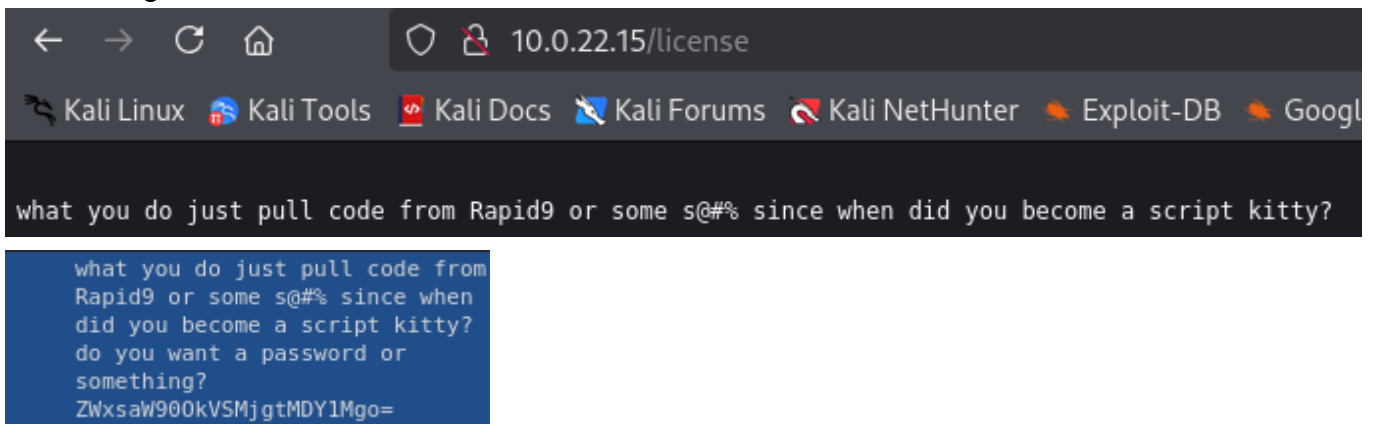 10.0.22.15/license
Kali Linux Kali Tools Kali Docs Kali Forums Kali NetHunter Exploit-DB Googl
what you do just pull code from Rapid9 or some s@#% since when did you become a script kitty?
what you do just pull code from
Rapid9 or some s@#% since when
did you become a script kitty?
do you want a password or
something?
ZWxsaW90OkVSMjgtMDY1Mgo=